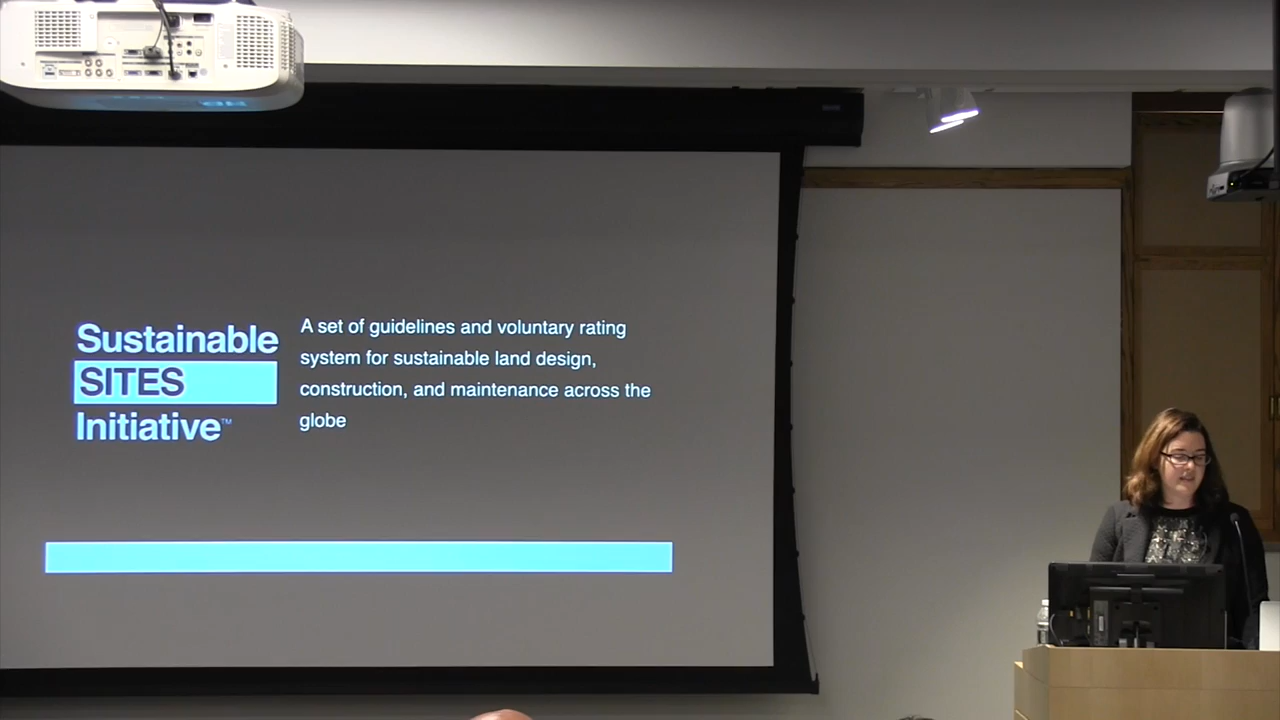 Sustainable
SITES
Initiative™
A set of guidelines and voluntary rating
system for sustainable land design,
construction, and maintenance across the
globe